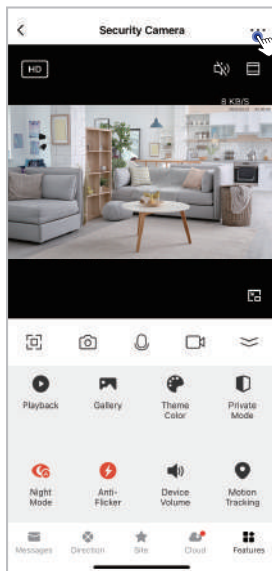 Security Camera
HD
8 KB/S
Playback
Gallery
Theme
Color
Private
Mode
Night
Mode
Anti-
Flicker
Device
Volume
Motion
Tracking
Messages
Direction
Site
Cloud
Features